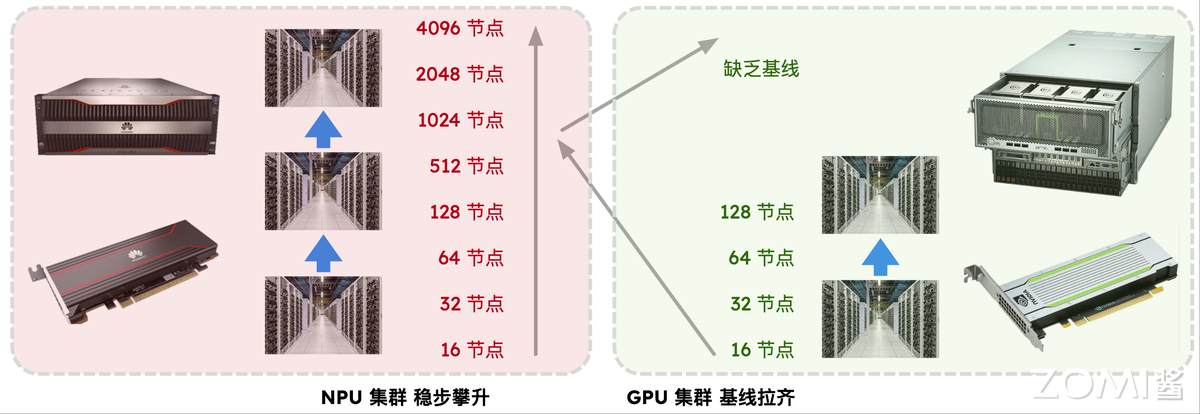 4096 节点
2048 节点
1024 节点
512 节点
128 节点
64 节点
32 节点
16 节点
NPU 集群 稳步攀升
缺乏基线
128 节点
64 节点
32 节点
16 节点
NVIDIA
GPU 集群 基线拉齐
ZOMI酱